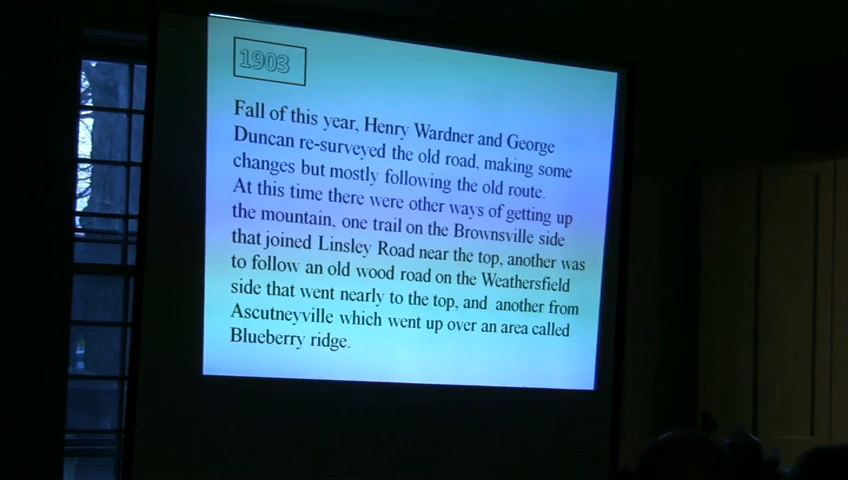 1903
Fall of this year, Henry Wardner and George
Duncan re-surveyed the old road, making some
changes but mostly following the old route.
At this time there were other ways of getting up
the mountain, one trail on the Brownsville side
that joined Linsley Road near the top, another was
to follow an old wood road on the Weathersfield
side that went nearly to the top, and another from
Ascutneyville which went up over an area called
Blueberry ridge.